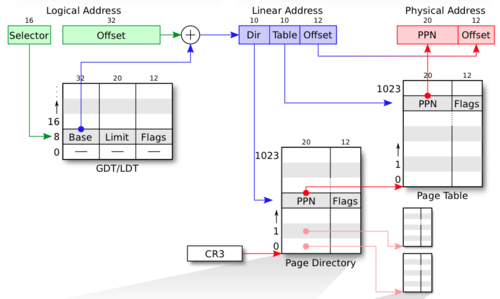 Logical Address
Linear Address
Physical Address
16
32
10
10
12
20
12
Selector
Offset
Dir
Table
Offset
PPN
Offset
32
20
12
16
8
0
Base
Limit
Flags
GDT/LDT
20
12
1023
PPN
Flags
1
0
Page Table
20
12
1023
PPN
Flags
1
0
Page Directory
CR3